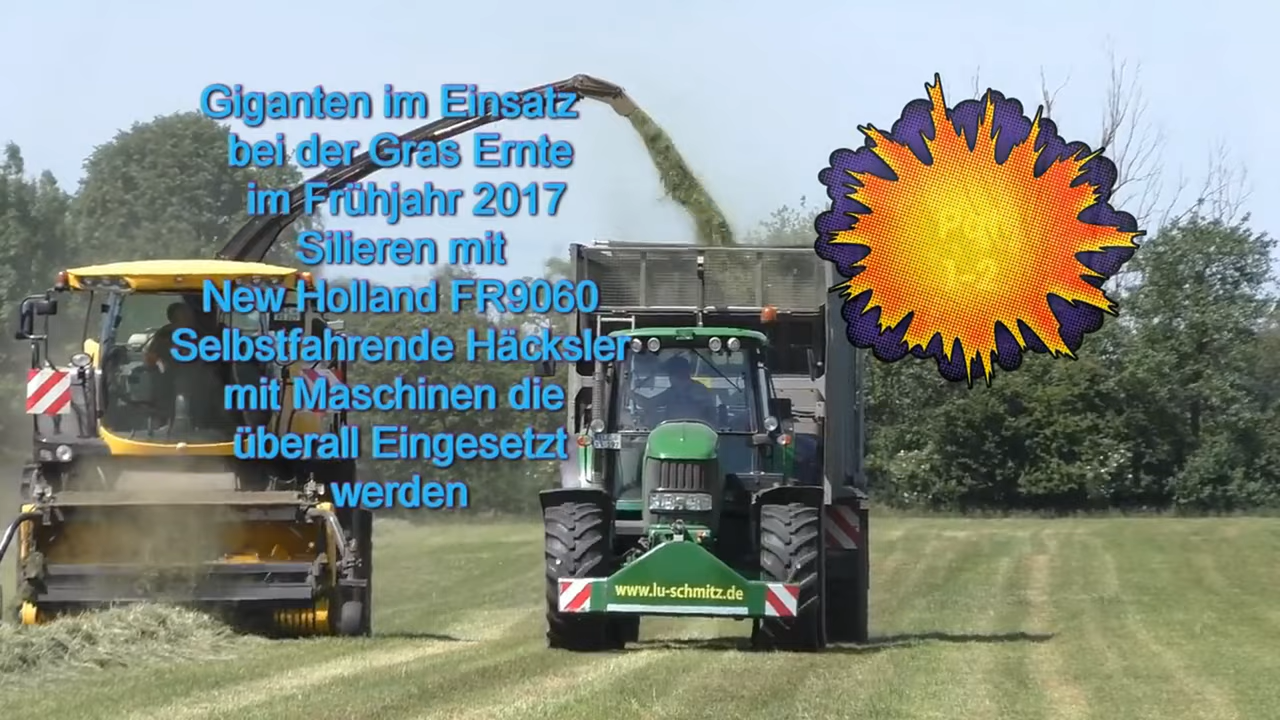 Giganten im Einsatz
bei der Gras Ernte
im Frühjahr 2017
Silieren mit
New Holland FR9060
Selbstfahrende Häcksler
mit Maschinen die
überall Eingesetzt
werden
www.lu-schmitz.de